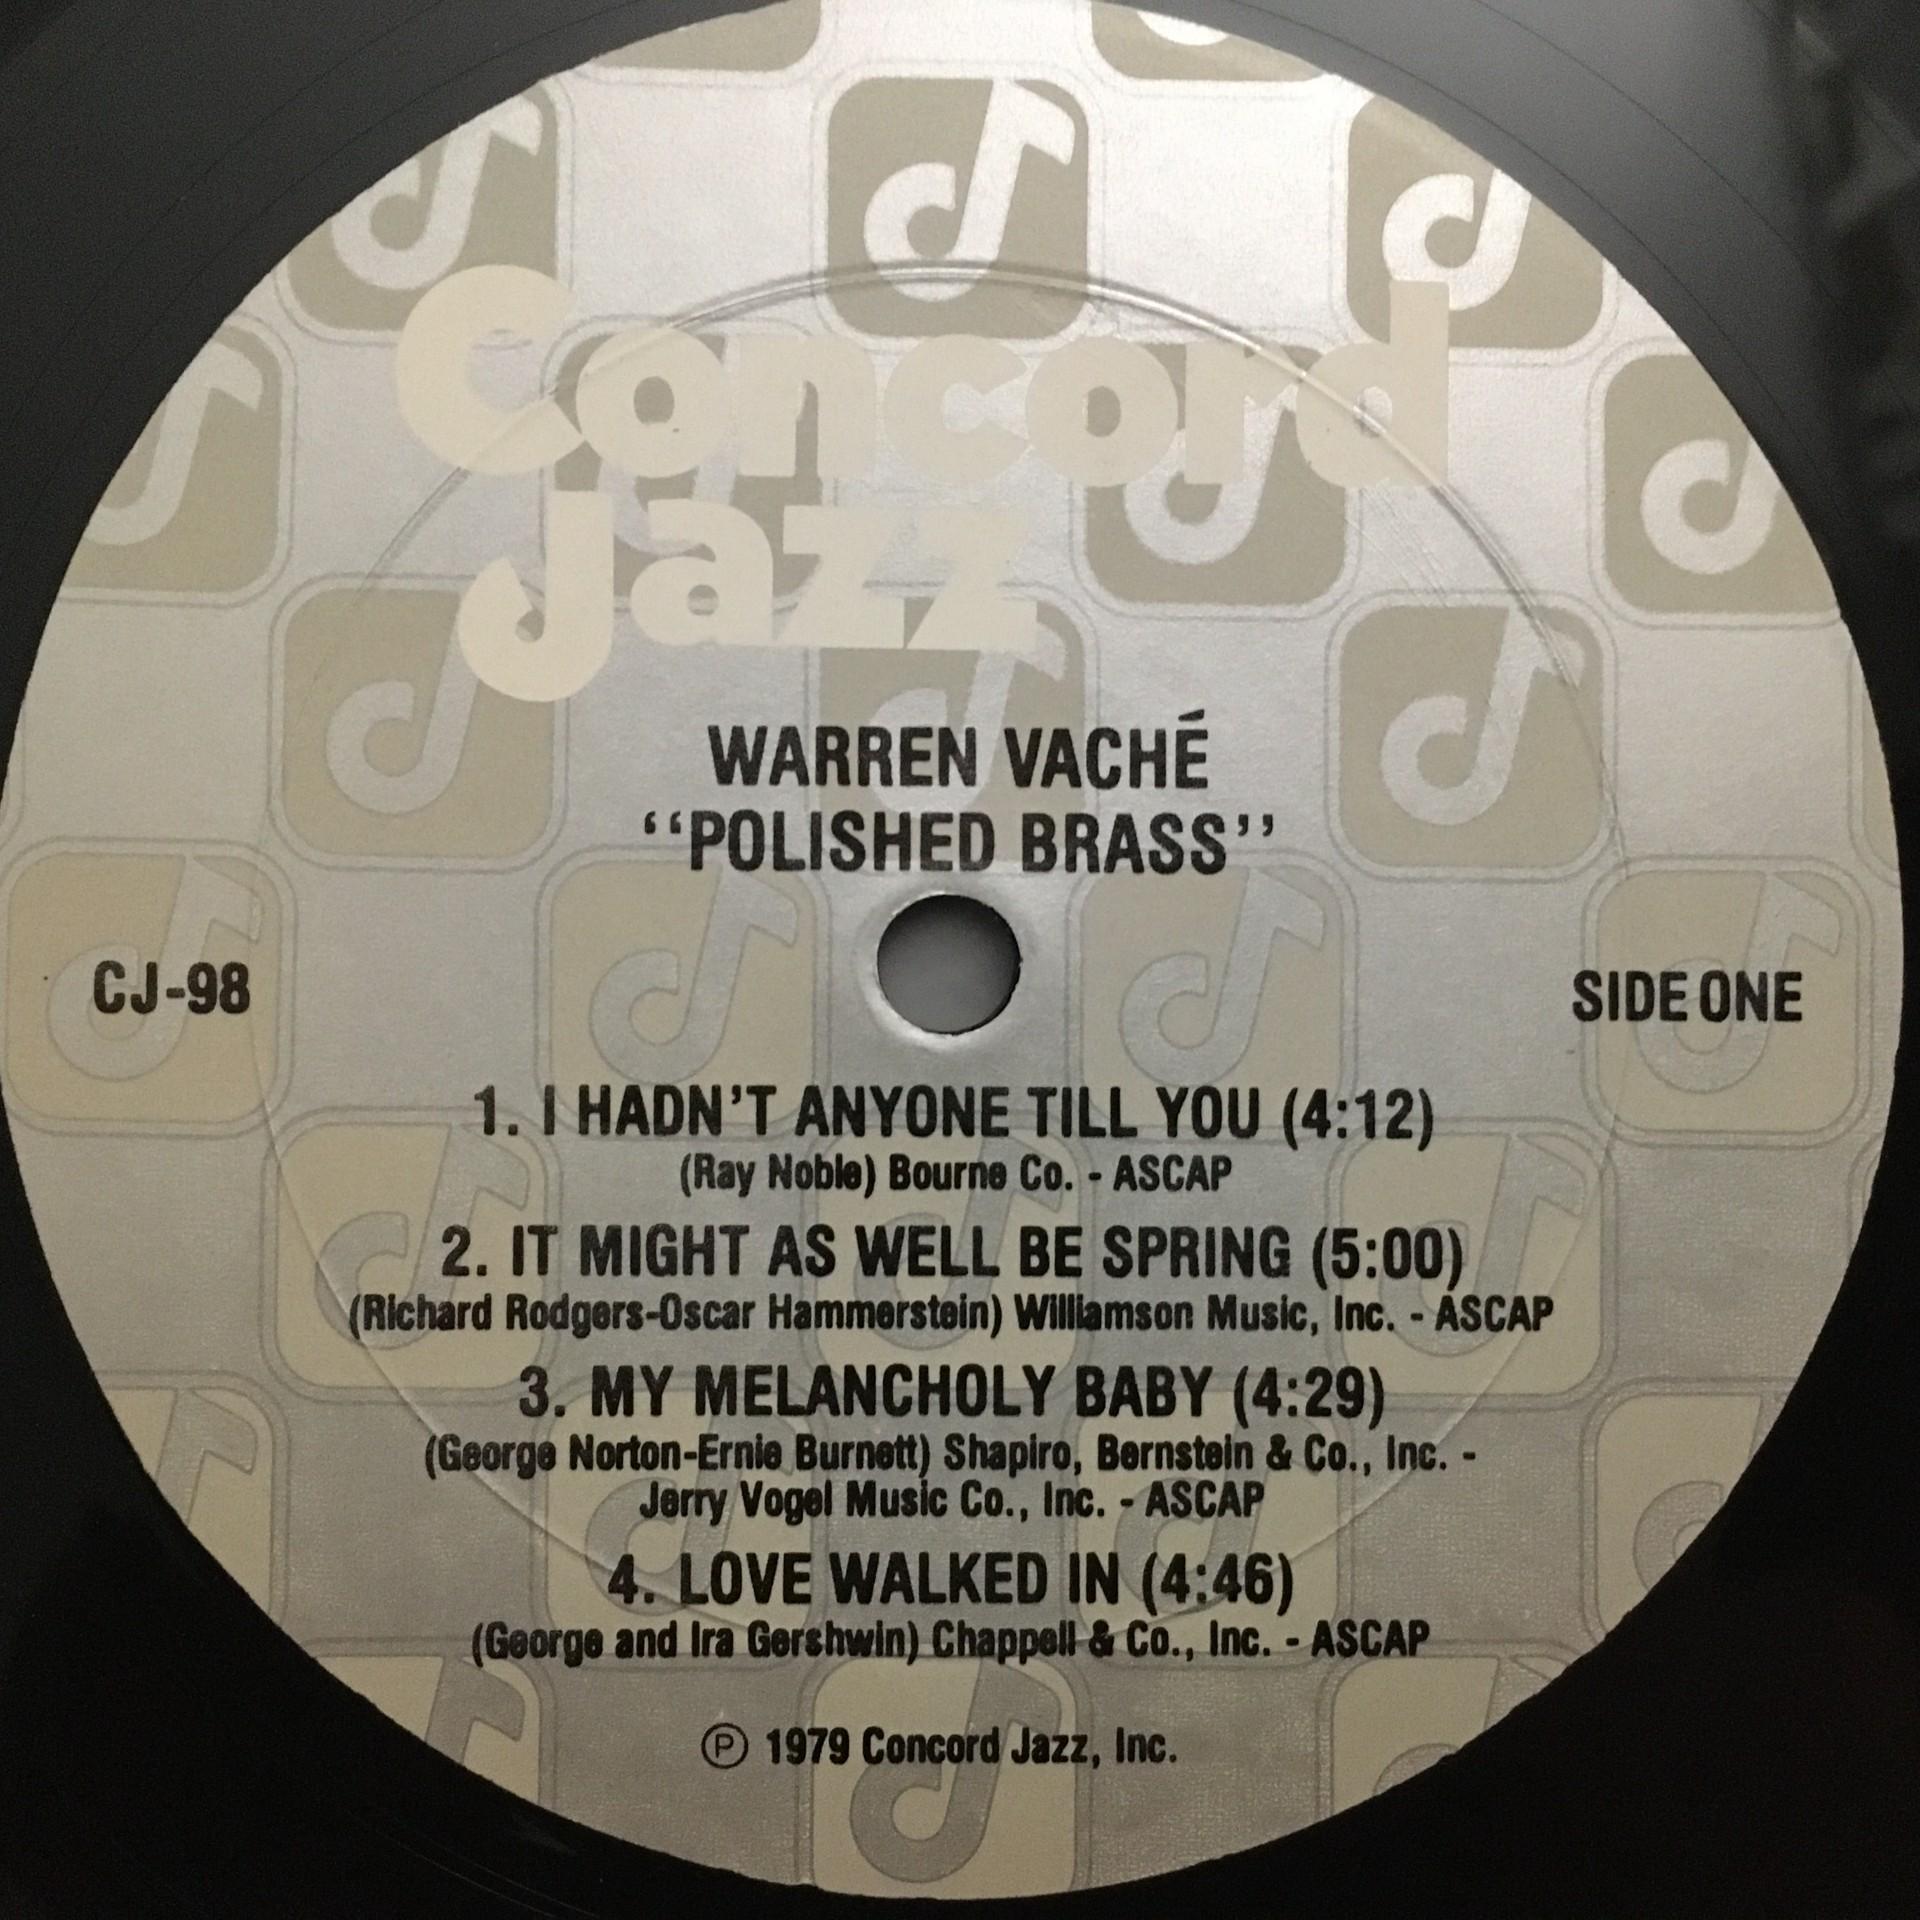 Concord
Jazz
WARREN VACHÉ
‘‘POLISHED BRASS’’
CJ-98
SIDE ONE
1. I HADN'T ANYONE TILL YOU (4:12)
(Ray Noble) Bourne Co. - ASCAP
2. IT MIGHT AS WELL BE SPRING (5:00)
(Richard Rodgers-Oscar Hammerstein) Williamson Music, Inc. - ASCAP
3. MY MELANCHOLY BABY (4:29)
(George Norton-Ernie Burnett) Shapiro, Bernstein & Co., Inc. -
Jerry Vogel Music Co., Inc. - ASCAP
4. LOVE WALKED IN (4:46)
(George and Ira Gershwin) Chappell & Co., Inc. - ASCAP
℗ 1979 Concord Jazz, Inc.